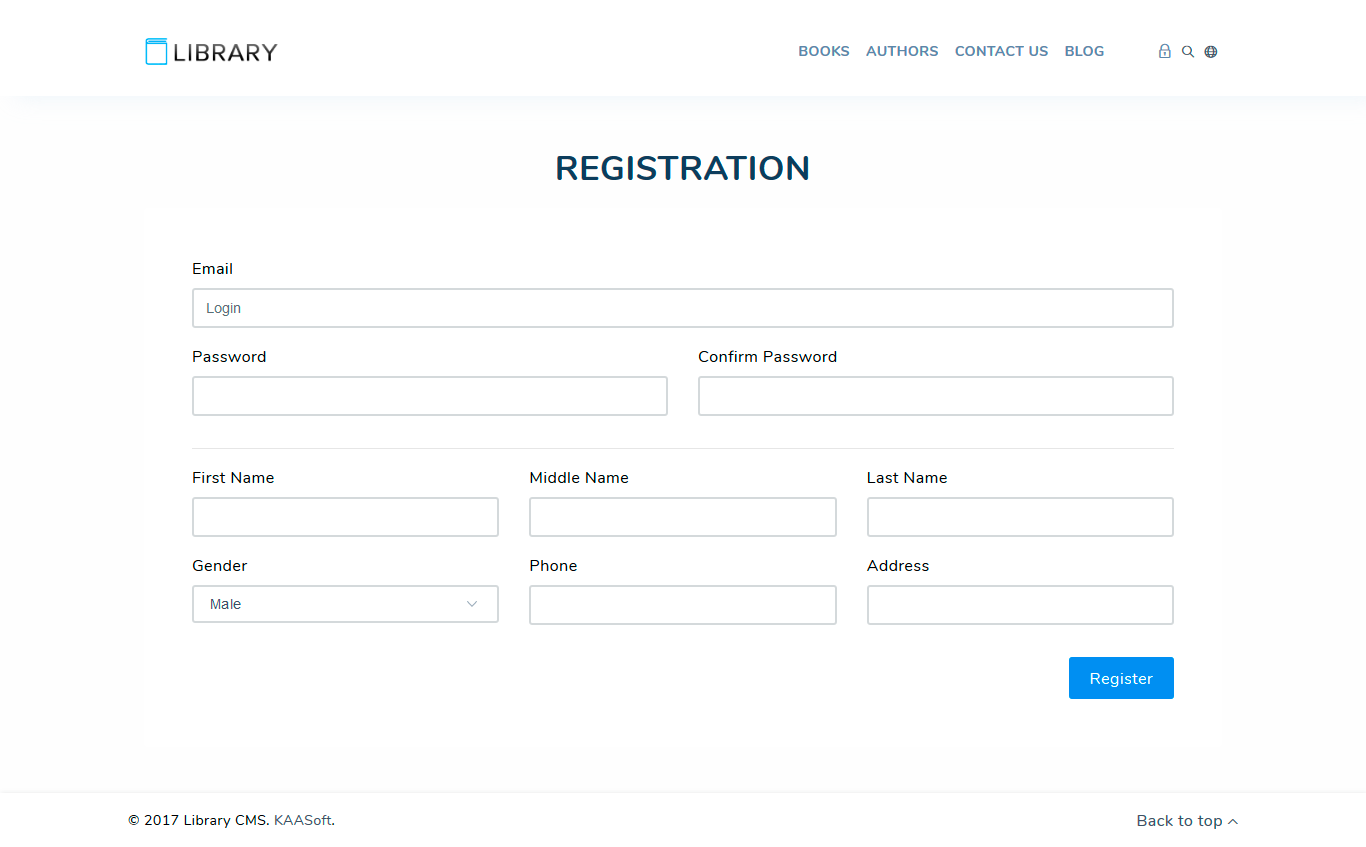 LIBRARY
BOOKS AUTHORS CONTACT US BLOG
REGISTRATION
Email
Login
Password Confirm Password
First Name Middle Name Last Name
Gender Phone Address
Male
Register
© 2017 Library CMS. KAASoft. Back to top